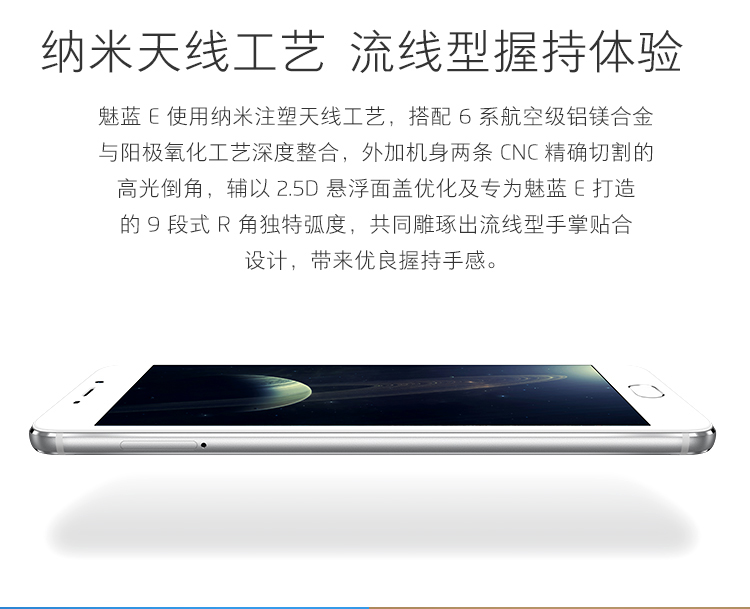 纳米天线工艺 流线型握持体验
魅蓝 E 使用纳米注塑天线工艺，搭配 6 系航空级铝镁合金
与阳极氧化工艺深度整合，外加机身两条 CNC 精确切割的
高光倒角，辅以 2.5D 悬浮面盖优化及专为魅蓝 E 打造
的 9 段式 R 角独特弧度，共同雕琢出流线型手掌贴合
设计，带来优良握持手感。